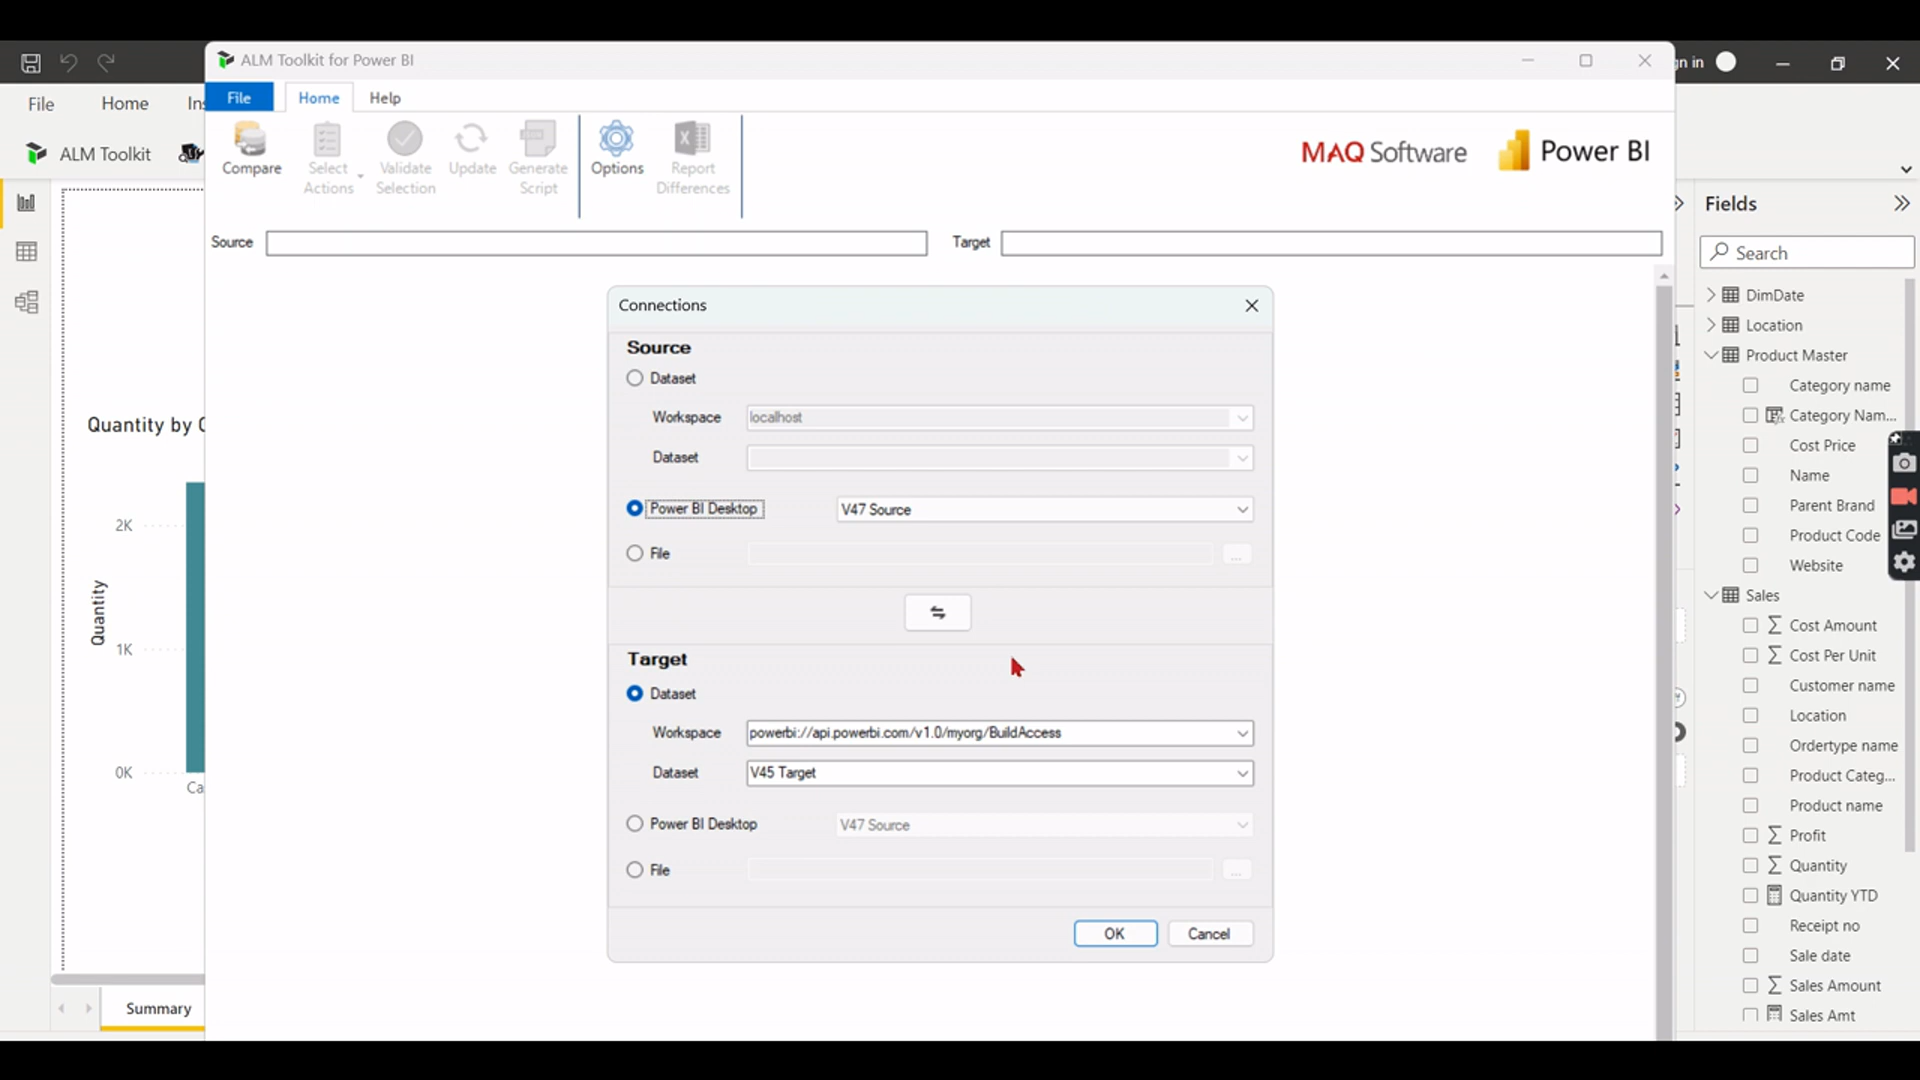 ALM Toolkit for Power BI
gn in
File Home Ins
File Home Help
ALM Toolkit
Compare
Select Actions
Validate Selection
Update
Generate Script
Options
Report Differences
MAQ Software
Power BI
Source
Target
Connections
Source
Dataset
Workspace localhost
Dataset
Power BI Desktop V47 Source
File ...
Target
Dataset
Workspace powerbi://api.powerbi.com/v1.0/myorg/BuildAccess
Dataset V45 Target
Power BI Desktop V47 Source
File ...
OK Cancel
Quantity by C
Quantity
2K
1K
0K
Ca
Summary
Fields
Search
DimDate
Location
Product Master
Category name
Category Nam...
Cost Price
Name
Parent Brand
Product Code
Website
Sales
Cost Amount
Cost Per Unit
Customer name
Location
Ordertype name
Product Categ...
Product name
Profit
Quantity
Quantity YTD
Receipt no
Sale date
Sales Amount
Sales Amt